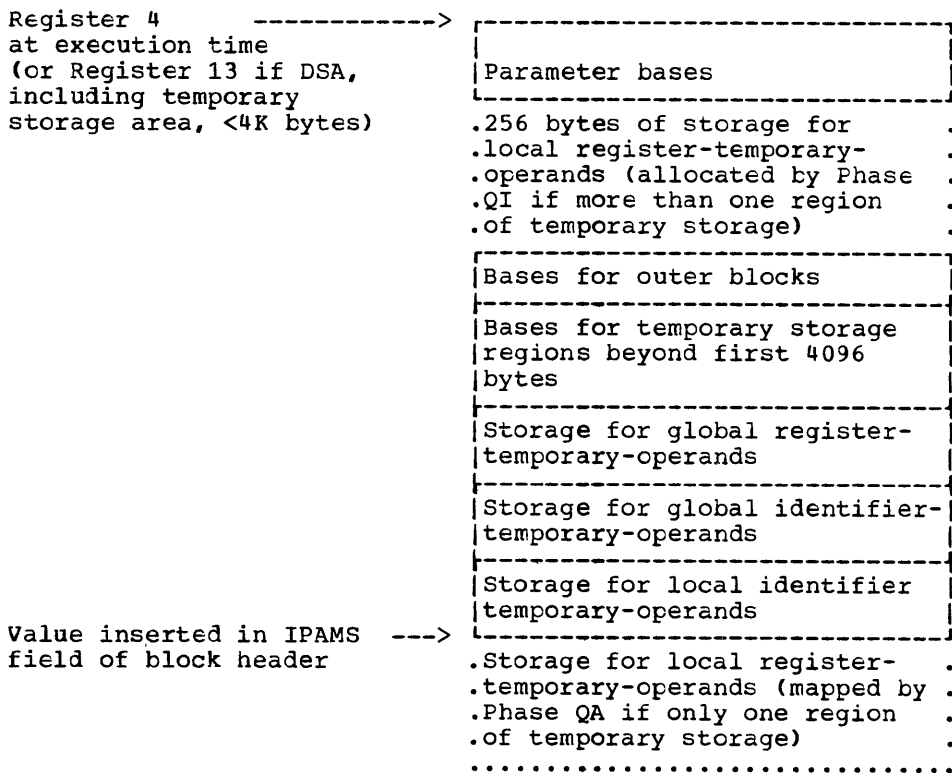 Register 4 ------------>
at execution time
(or Register 13 if DSA,
including temporary
storage area, <4K bytes)
Parameter bases
.256 bytes of storage for .
.local register-temporary- .
.operands (allocated by Phase .
.QI if more than one region .
.of temporary storage) .
Bases for outer blocks
Bases for temporary storage
regions beyond first 4096
bytes
Storage for global register-
temporary-operands
Storage for global identifier-
temporary-operands
Storage for local identifier
temporary-operands
Value inserted in IPAMS --->
field of block header
.Storage for local register- .
.temporary-operands (mapped by .
.Phase QA if only one region .
.of temporary storage) .